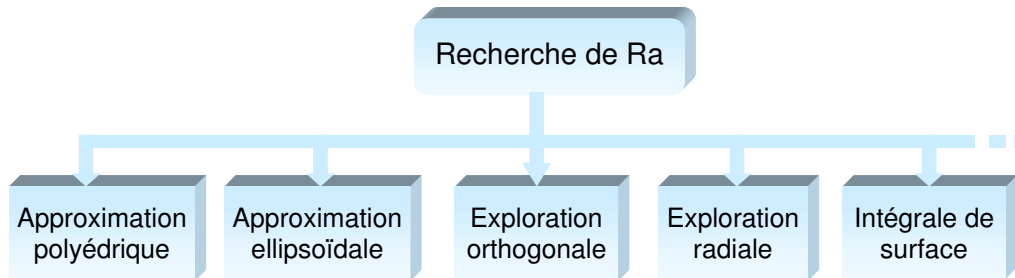 Recherche de Ra
Approximation
polyédrique
Approximation
ellipsoïdale
Exploration
orthogonale
Exploration
radiale
Intégrale de
surface